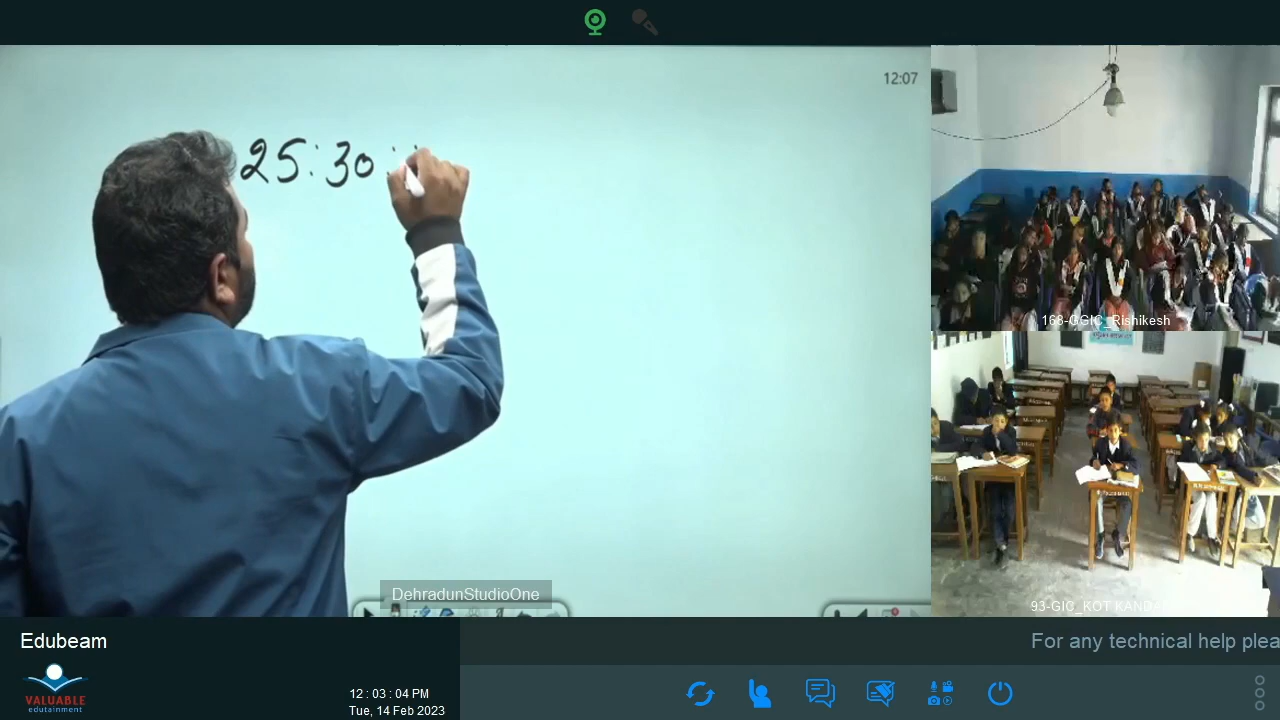 12:07
25:30::
168-GGIC_Rishikesh
DehradunStudioOne
93-GIC_KOT
Edubeam
For any technical help plea
VALUABLE
edutainment
12 : 03 : 04 PM
Tue, 14 Feb 2023